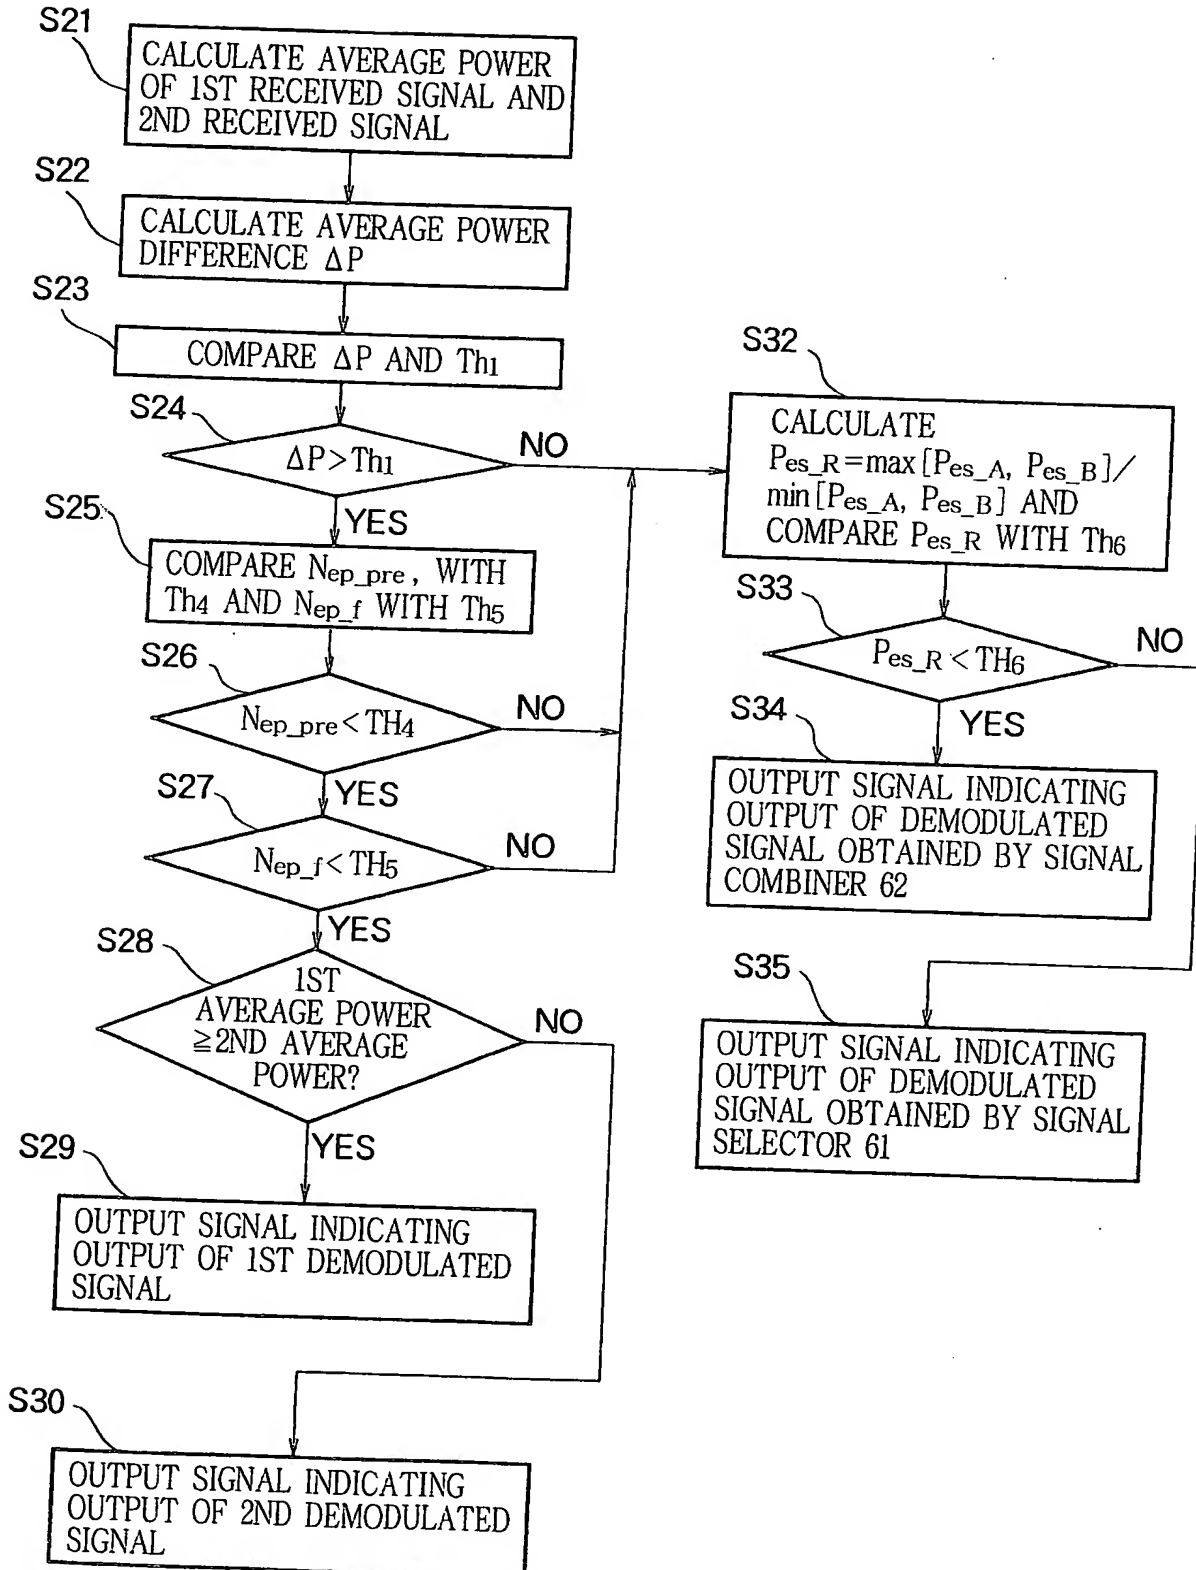 S21
CALCULATE AVERAGE POWER
OF 1ST RECEIVED SIGNAL AND
2ND RECEIVED SIGNAL
S22
CALCULATE AVERAGE POWER
DIFFERENCE ΔP
S23
COMPARE ΔP AND Th1
S24
ΔP>Th1
NO
YES
S25
COMPARE Nep_pre, WITH
Th4 AND Nep_f WITH Th5
S26
Nep_pre<TH4
NO
YES
S27
Nep_f<TH5
NO
YES
S28
1ST
AVERAGE POWER
≧2ND AVERAGE
POWER?
NO
YES
S29
OUTPUT SIGNAL INDICATING
OUTPUT OF 1ST DEMODULATED
SIGNAL
S30
OUTPUT SIGNAL INDICATING
OUTPUT OF 2ND DEMODULATED
SIGNAL
S32
CALCULATE
Pes_R=max[Pes_A, Pes_B]/
min[Pes_A, Pes_B] AND
COMPARE Pes_R WITH Th6
S33
Pes_R<TH6
NO
YES
S34
OUTPUT SIGNAL INDICATING
OUTPUT OF DEMODULATED
SIGNAL OBTAINED BY SIGNAL
COMBINER 62
S35
OUTPUT SIGNAL INDICATING
OUTPUT OF DEMODULATED
SIGNAL OBTAINED BY SIGNAL
SELECTOR 61